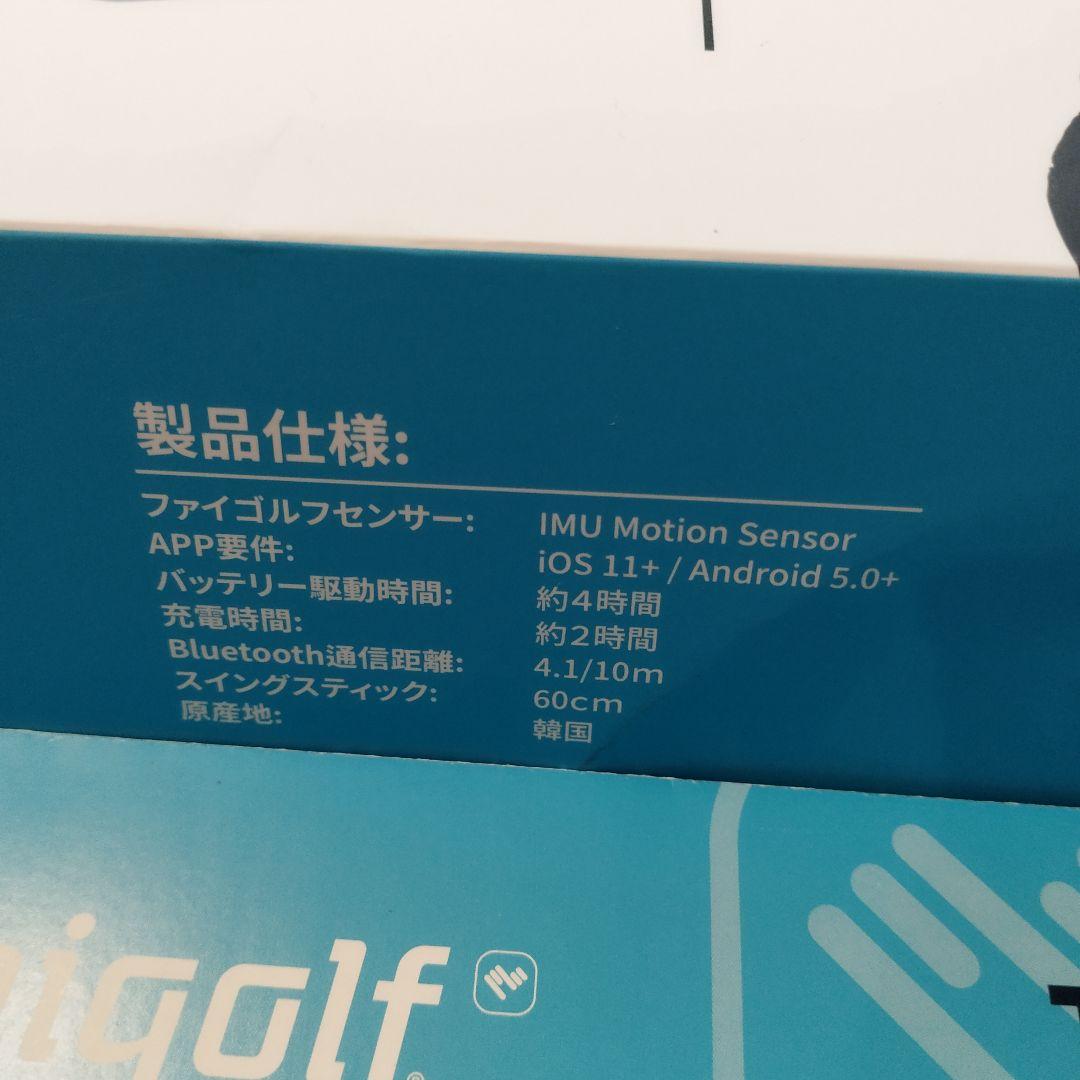 製品仕様:
ファイゴルフセンサー: IMU Motion Sensor
APP要件: iOS 11+ / Android 5.0+
バッテリー駆動時間: 約4時間
充電時間: 約2時間
Bluetooth通信距離: 4.1/10m
スイングスティック: 60cm
原産地: 韓国
higolf